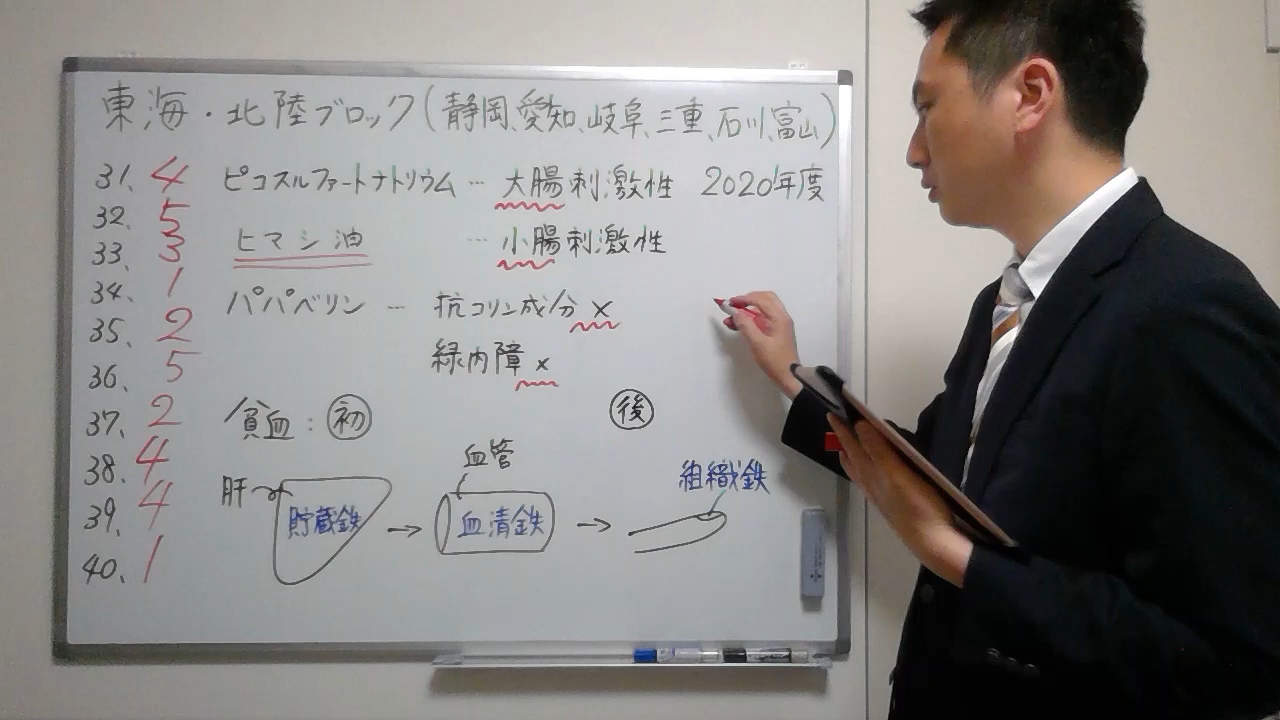 東海・北陸ブロック(静岡、愛知、岐阜、三重、石川、富山)
31. 4 ピコスルファートナトリウム … 大腸刺激性 2020年度
32. 5
33. 3 ヒマシ油 … 小腸刺激性
34. 1 パパベリン … 抗コリン成分 ×
35. 2
36. 5 緑内障 ×
37. 2 貧血 : 初 後
38. 4 血管
39. 4 肝 貯蔵鉄 → 血清鉄 → 組織鉄
40. 1